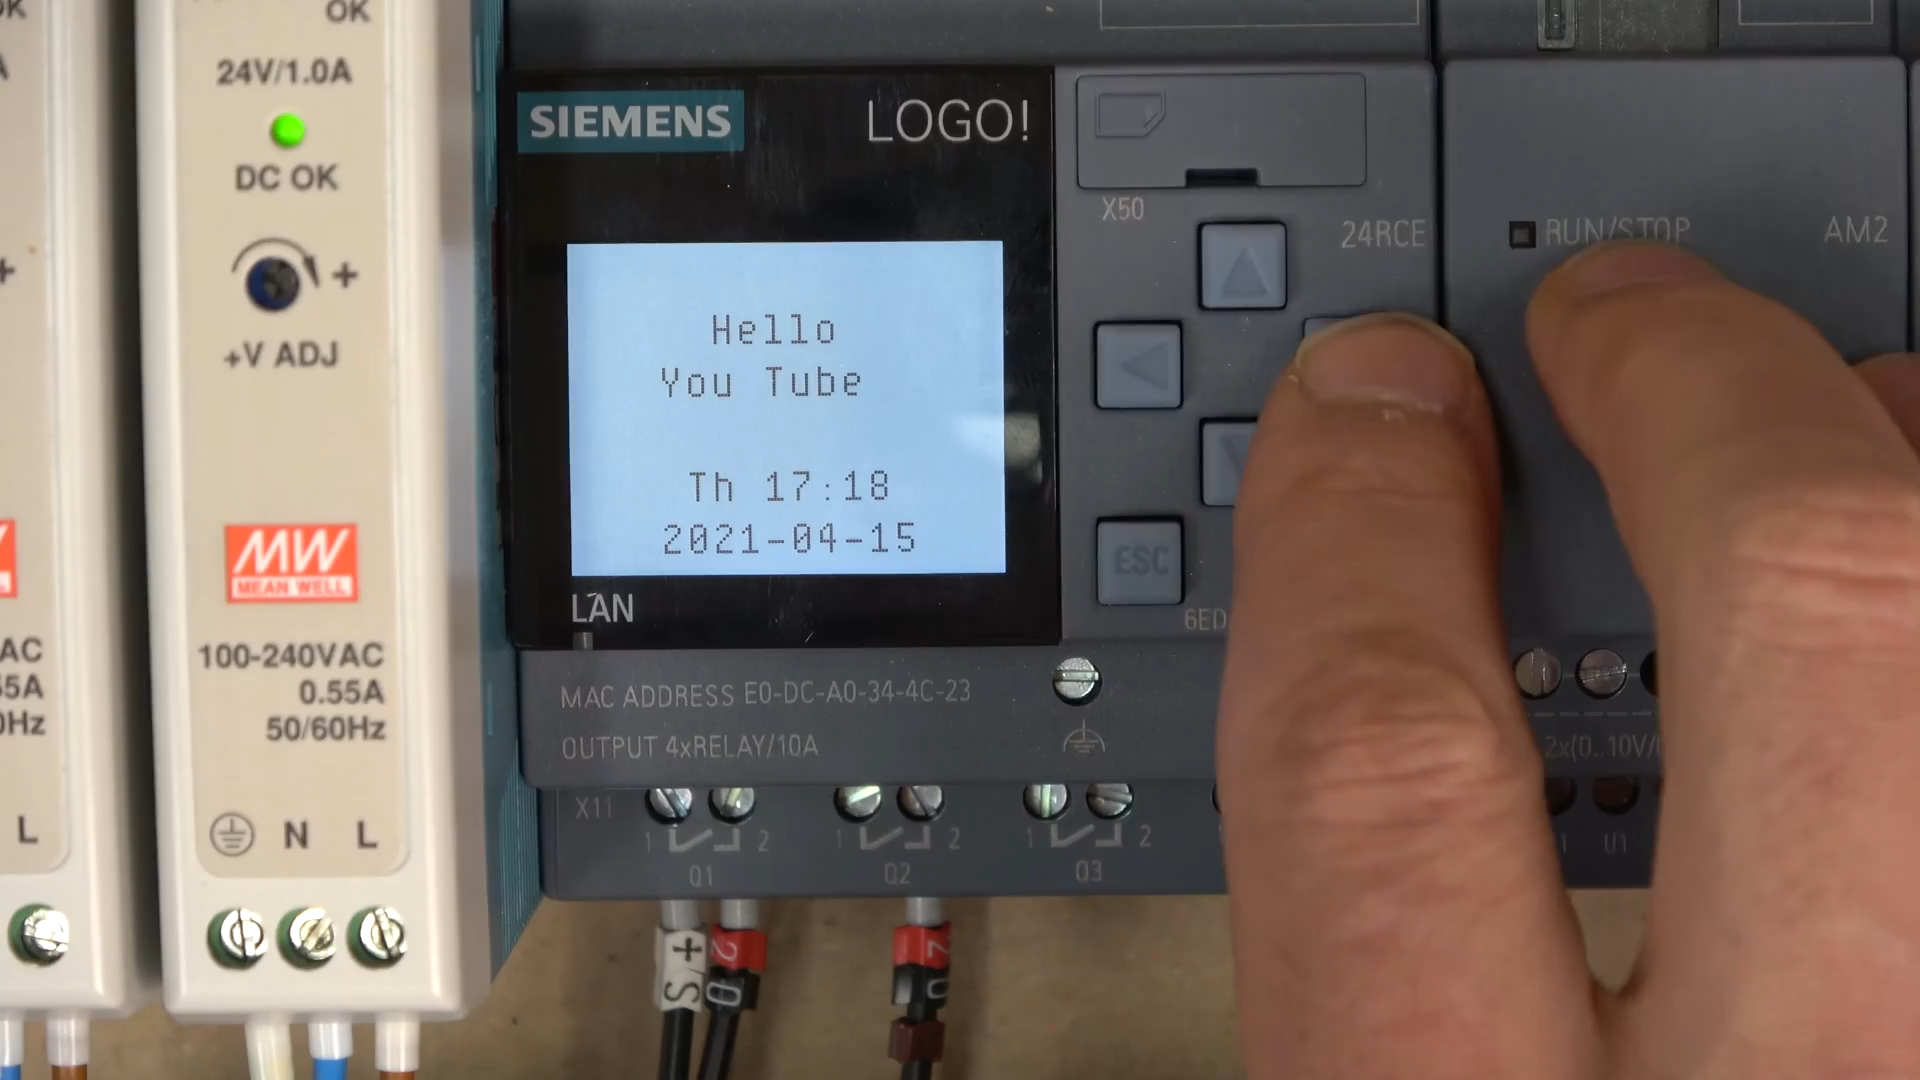 OK
24V/1.0A
DC OK
+
+V ADJ
MW
MEAN WELL
100-240VAC
0.55A
50/60Hz
N L
L
SIEMENS
LOGO!
Hello
You Tube
Th 17:18
2021-04-15
LAN
X50
24RCE
ESC
6ED
RUN/STOP
AM2
MAC ADDRESS E0-DC-A0-34-4C-23
OUTPUT 4xRELAY/10A
X11
1 2 1 2 1 2
Q1 Q2 Q3
2x(0..10V/
1 U1